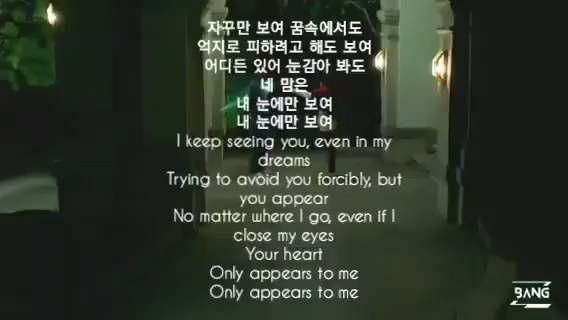 자꾸만 보여 꿈속에서도
억지로 피하려고 해도 보여
어디든 있어 눈감아 봐도
네 맘은
내 눈에만 보여
내 눈에만 보여
I keep seeing you, even in my
dreams
Trying to avoid you forcibly, but
you appear
No matter where I go, even if I
close my eyes
Your heart
Only appears to me
Only appears to me
BANG